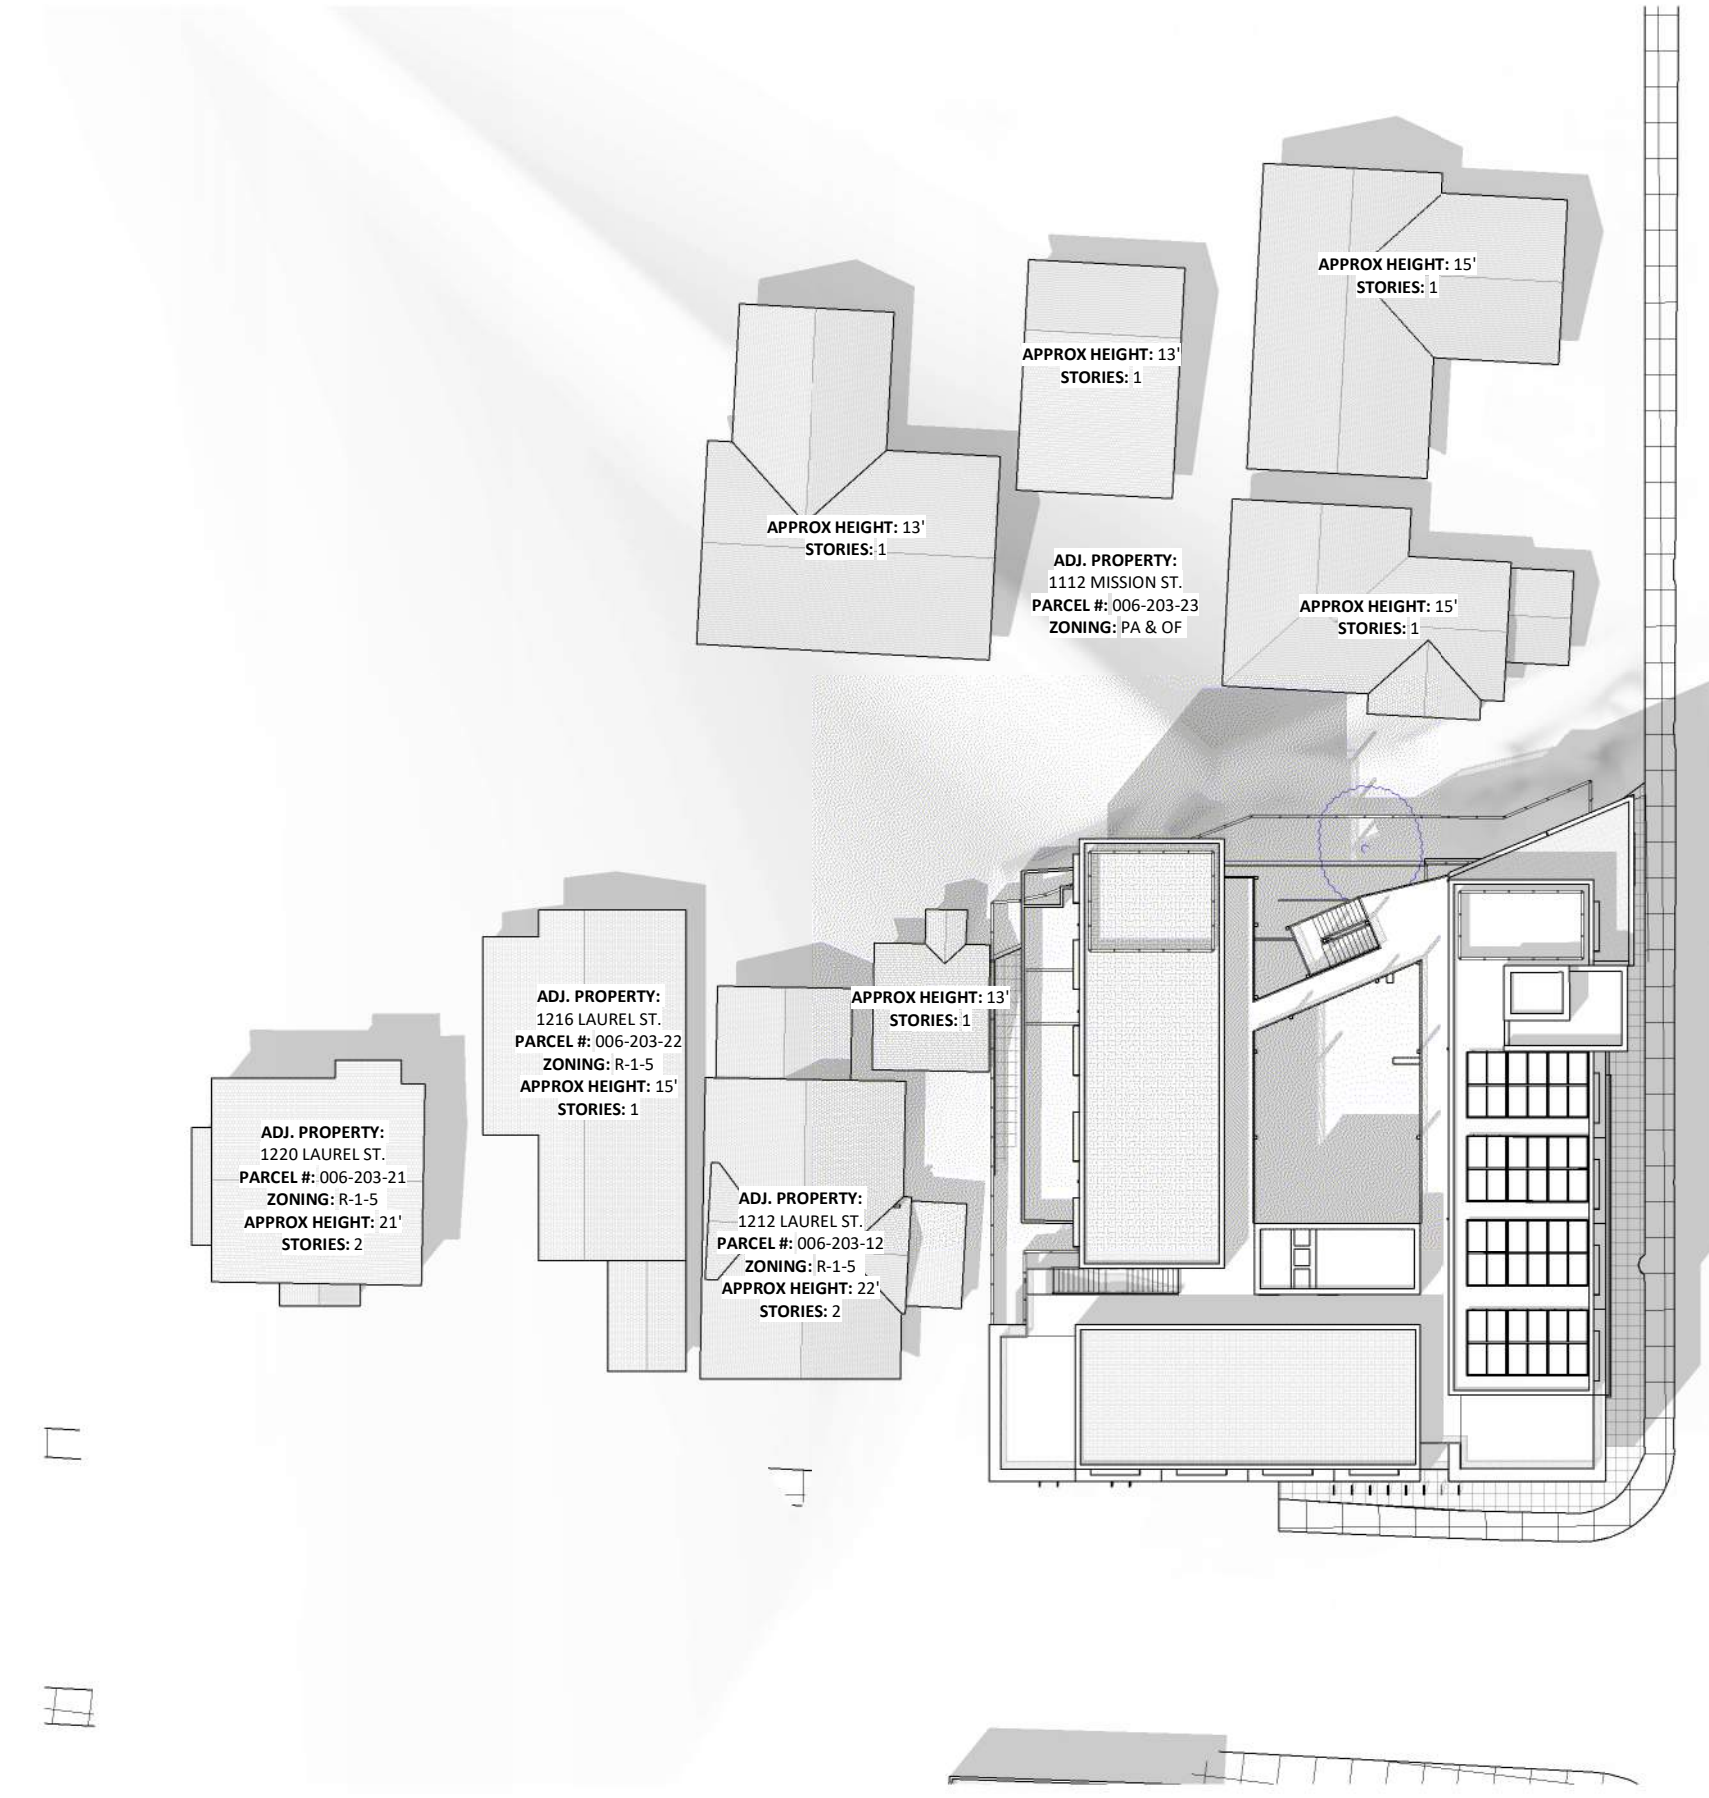 APPROX HEIGHT: 15'
STORIES: 1
APPROX HEIGHT: 13'
STORIES: 1
APPROX HEIGHT: 13'
STORIES: 1
ADJ. PROPERTY:
1112 MISSION ST.
PARCEL #: 006-203-23
ZONING: PA & OF
APPROX HEIGHT: 15'
STORIES: 1
ADJ. PROPERTY:
1216 LAUREL ST.
PARCEL #: 006-203-22
ZONING: R-1-5
APPROX HEIGHT: 15'
STORIES: 1
APPROX HEIGHT: 13'
STORIES: 1
ADJ. PROPERTY:
1220 LAUREL ST.
PARCEL #: 006-203-21
ZONING: R-1-5
APPROX HEIGHT: 21'
STORIES: 2
ADJ. PROPERTY:
1212 LAUREL ST.
PARCEL #: 006-203-12
ZONING: R-1-5
APPROX HEIGHT: 22'
STORIES: 2